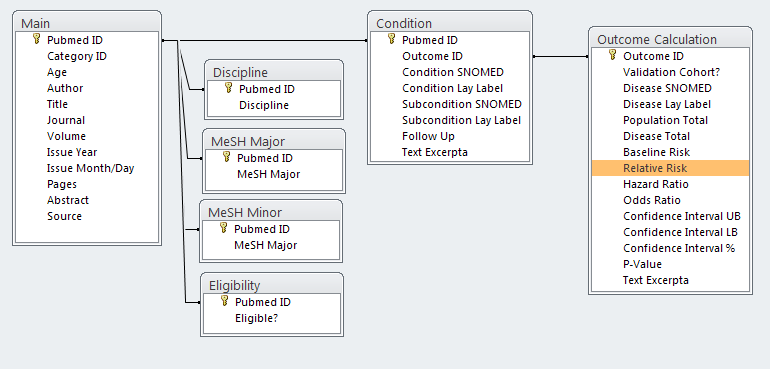 Main
Pubmed ID
Category ID
Age
Author
Title
Journal
Volume
Issue Year
Issue Month/Day
Pages
Abstract
Source
Discipline
Pubmed ID
Discipline
MeSH Major
Pubmed ID
MeSH Major
MeSH Minor
Pubmed ID
MeSH Major
Eligibility
Pubmed ID
Eligible?
Condition
Pubmed ID
Outcome ID
Condition SNOMED
Condition Lay Label
Subcondition SNOMED
Subcondition Lay Label
Follow Up
Text Excerpta
Outcome Calculation
Outcome ID
Validation Cohort?
Disease SNOMED
Disease Lay Label
Population Total
Disease Total
Baseline Risk
Relative Risk
Hazard Ratio
Odds Ratio
Confidence Interval UB
Confidence Interval LB
Confidence Interval %
P-Value
Text Excerpta